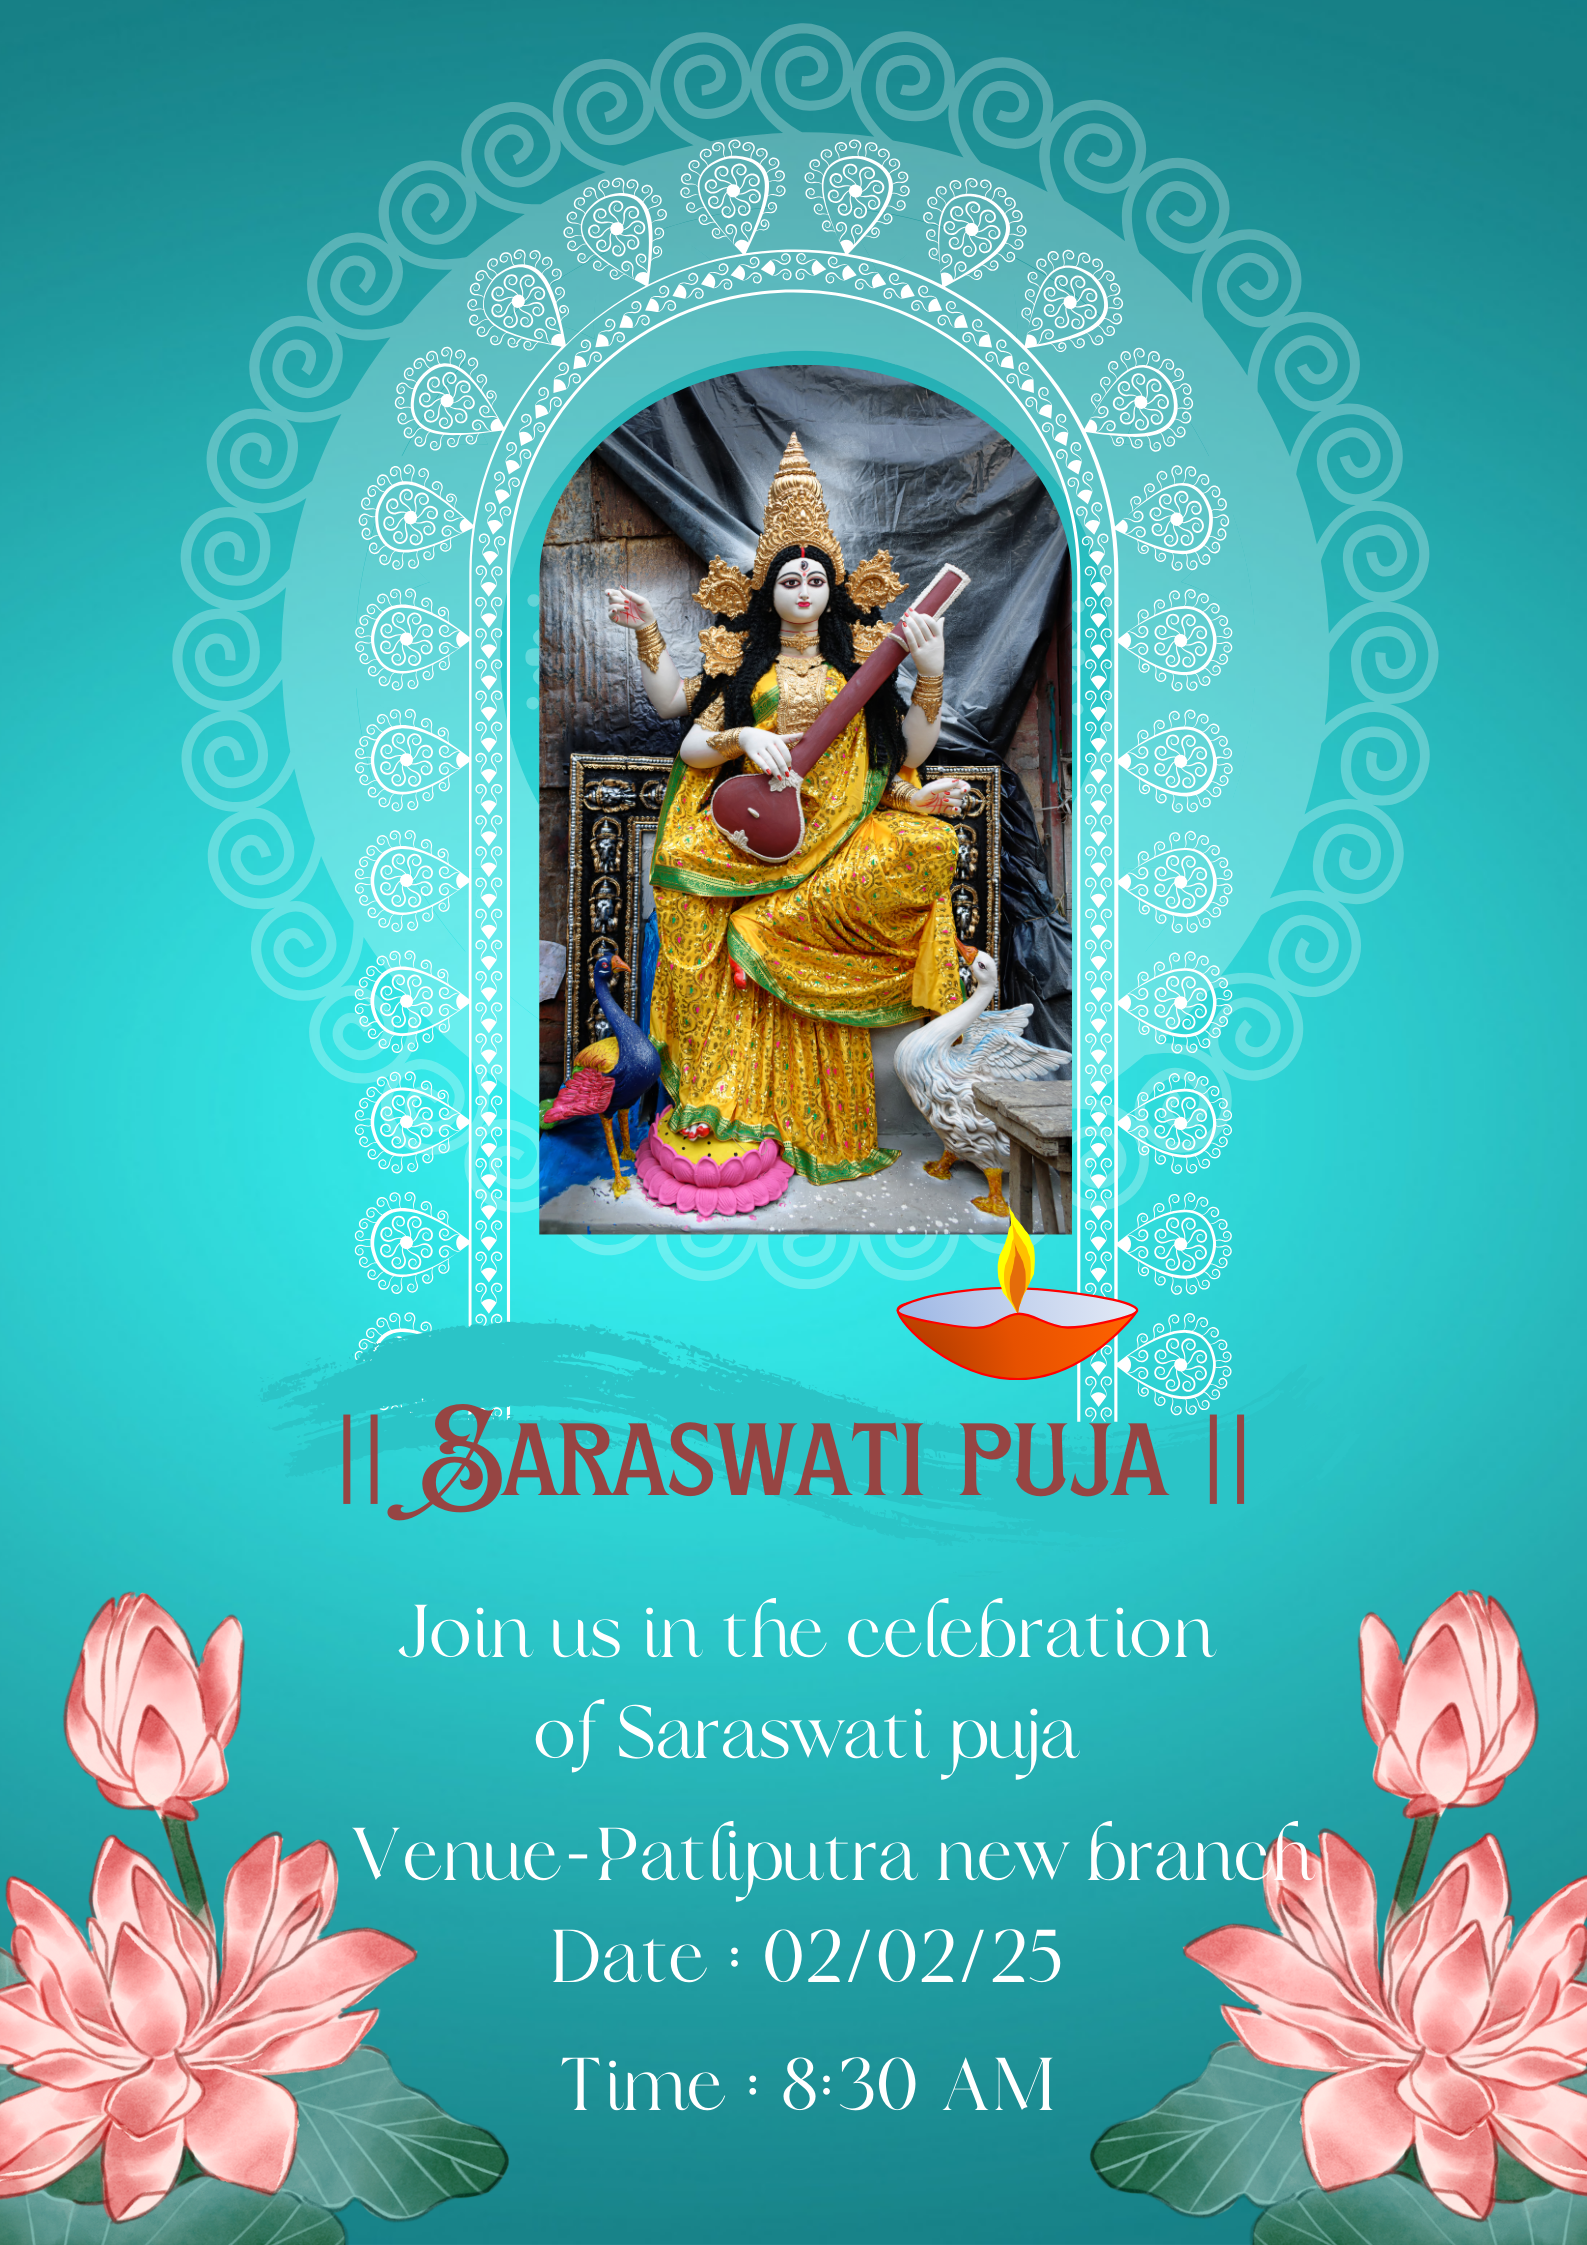 || Saraswati puja ||
Join us in the celebration
of Saraswati puja
Venue-Patliputra new branch
Date : 02/02/25
Time : 8:30 AM